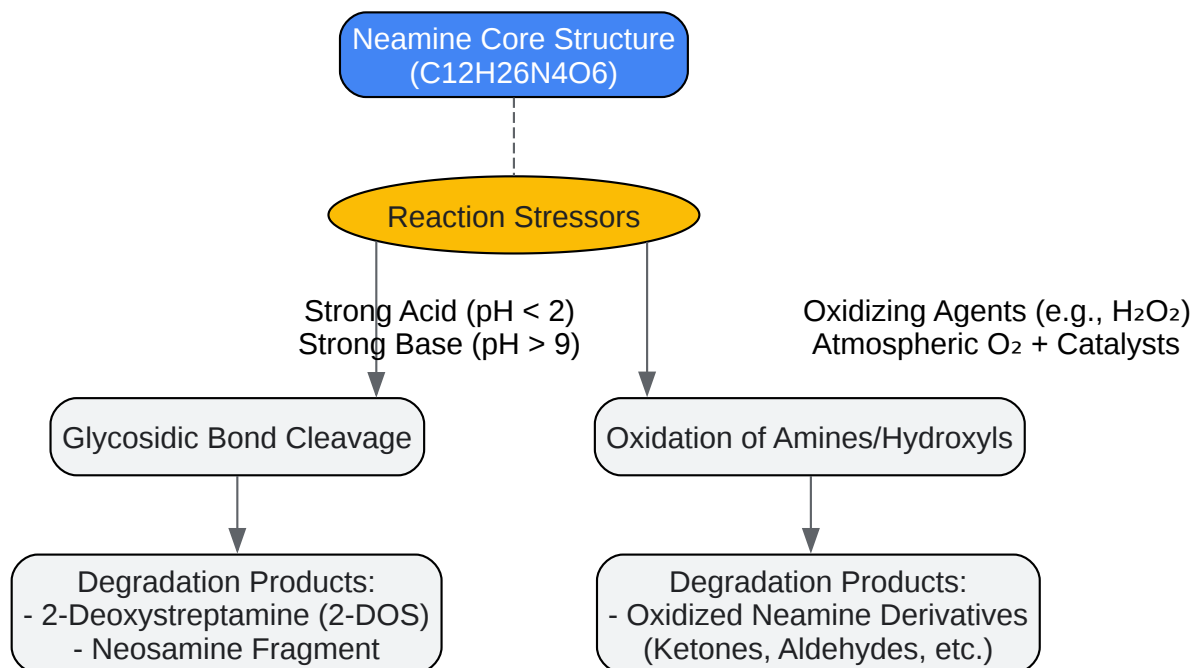 Neamine Core Structure
(C12H26N4O6)
Reaction Stressors
Strong Acid (pH < 2)
Strong Base (pH > 9)
Oxidizing Agents (e.g., H₂O₂)
Atmospheric O₂ + Catalysts
Glycosidic Bond Cleavage
Oxidation of Amines/Hydroxyls
Degradation Products:
- 2-Deoxystreptamine (2-DOS)
- Neosamine Fragment
Degradation Products:
- Oxidized Neamine Derivatives
(Ketones, Aldehydes, etc.)